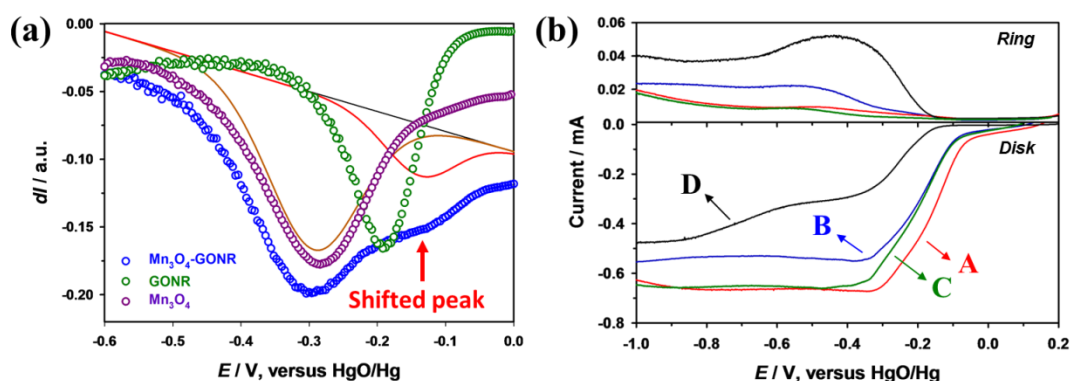 (a)
0.00
-0.05
-0.10
-0.15
-0.20
dI / a.u.
Mn₃O₄-GONR
GONR
Mn₃O₄
Shifted peak
-0.6 -0.5 -0.4 -0.3 -0.2 -0.1 0.0
E / V, versus HgO/Hg
(b)
0.06
0.04
0.02
0.0
-0.2
-0.4
-0.6
-0.8
Current / mA
Ring
Disk
D
B
A
C
-1.0 -0.8 -0.6 -0.4 -0.2 0.0 0.2
E / V, versus HgO/Hg